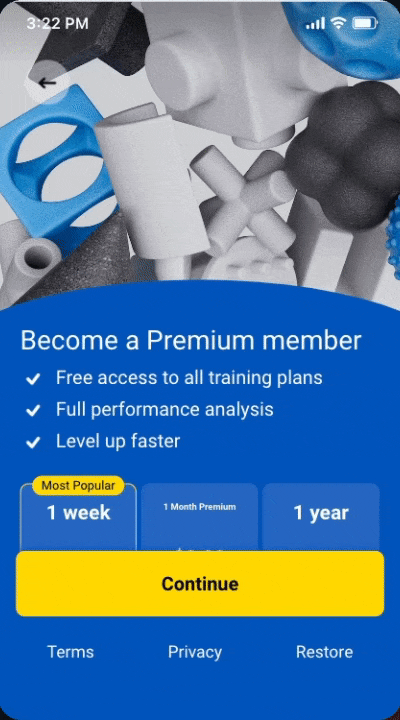 3:22 PM
Become a Premium member
Free access to all training plans
Full performance analysis
Level up faster
Most Popular
1 week
1 Month Premium
1 year
Continue
Terms
Privacy
Restore